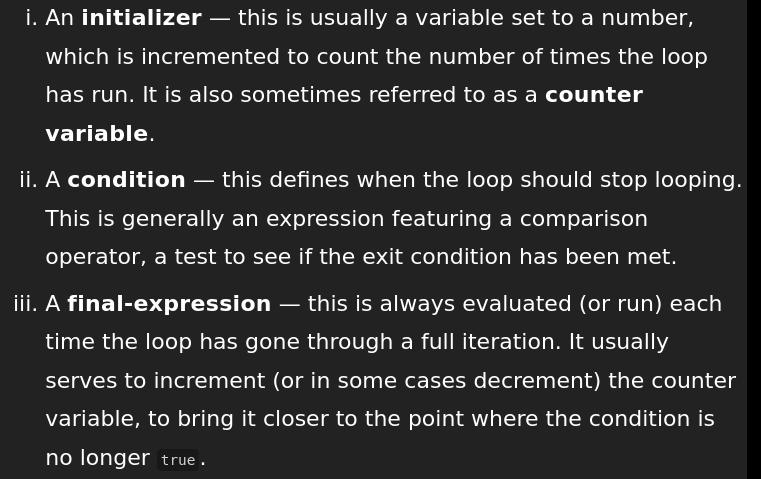 i. An initializer — this is usually a variable set to a number,
which is incremented to count the number of times the loop
has run. It is also sometimes referred to as a counter
variable.
ii. A condition — this defines when the loop should stop looping.
This is generally an expression featuring a comparison
operator, a test to see if the exit condition has been met.
iii. A final-expression — this is always evaluated (or run) each
time the loop has gone through a full iteration. It usually
serves to increment (or in some cases decrement) the counter
variable, to bring it closer to the point where the condition is
no longer true.